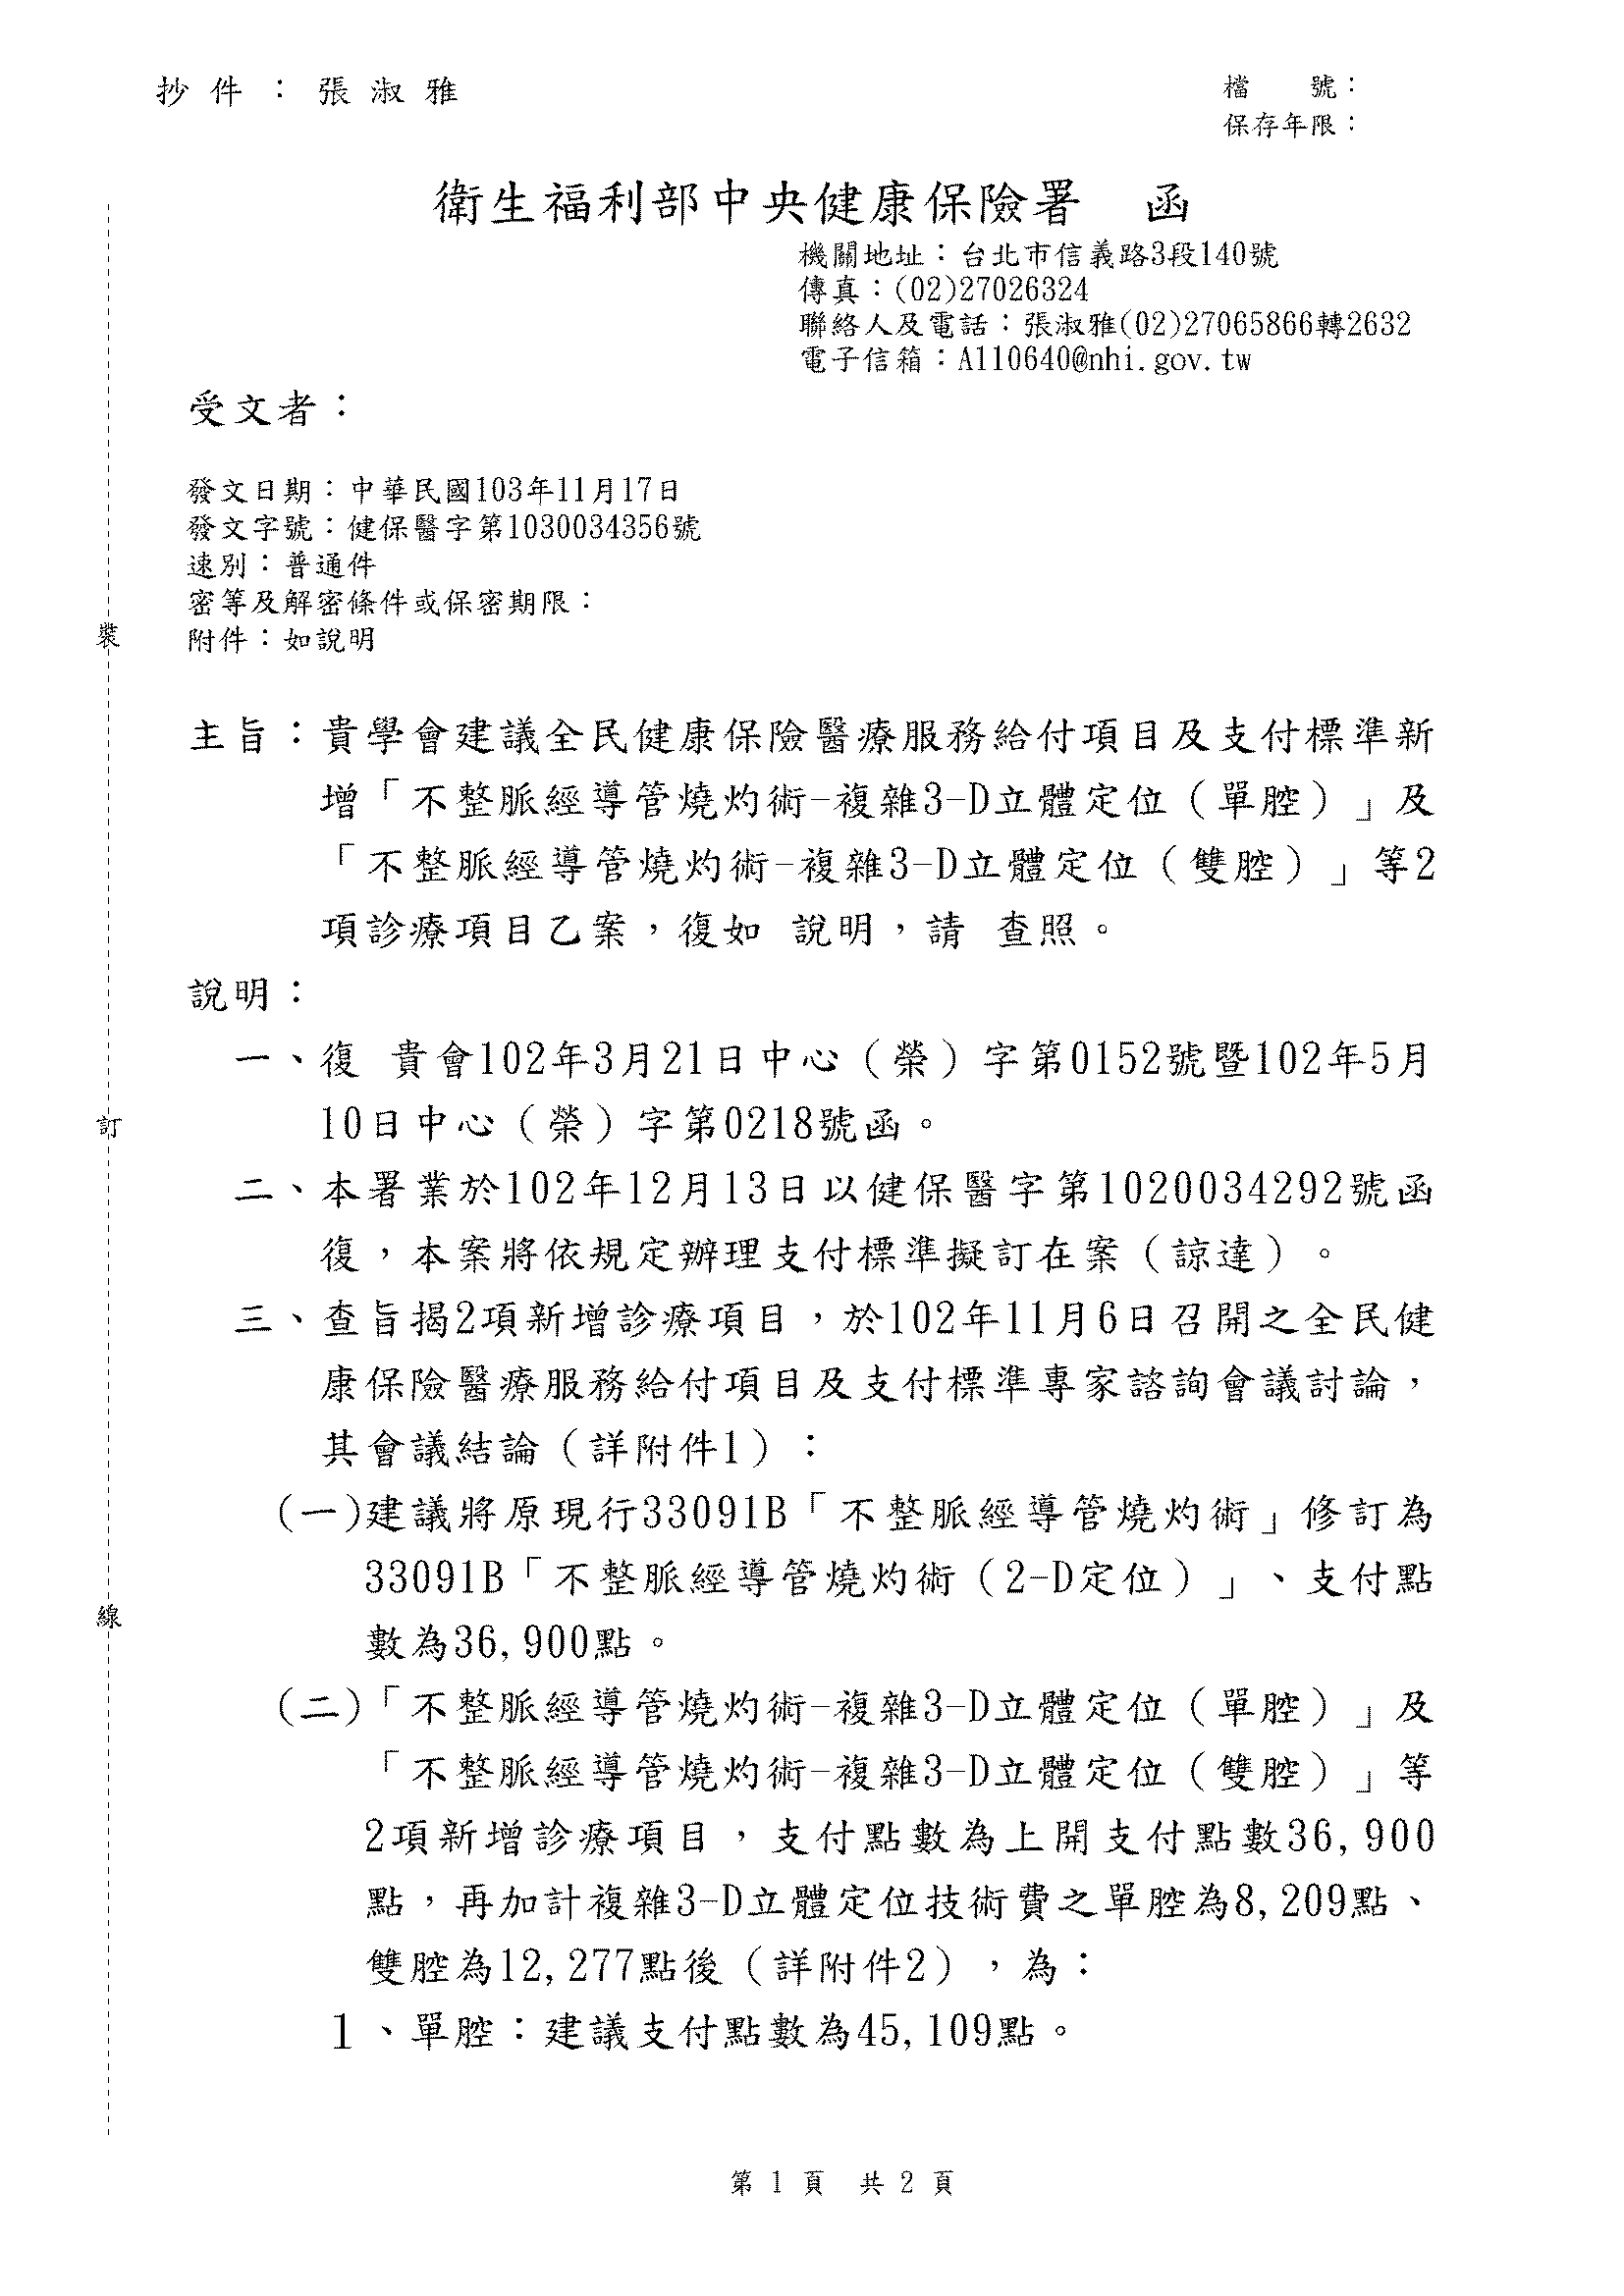 抄件：張淑雅
檔　　號：
保存年限：
衛生福利部中央健康保險署　函
機關地址：台北市信義路3段140號
傳真：(02)27026324
聯絡人及電話：張淑雅(02)27065866轉2632
電子信箱：A110640@nhi.gov.tw
受文者：
發文日期：中華民國103年11月17日
發文字號：健保醫字第1030034356號
速別：普通件
密等及解密條件或保密期限：
附件：如說明
主旨：貴學會建議全民健康保險醫療服務給付項目及支付標準新
增「不整脈經導管燒灼術-複雜3-D立體定位（單腔）」及
「不整脈經導管燒灼術-複雜3-D立體定位（雙腔）」等2
項診療項目乙案，復如 說明，請 查照。
說明：
一、復 貴會102年3月21日中心（榮）字第0152號暨102年5月
10日中心（榮）字第0218號函。
二、本署業於102年12月13日以健保醫字第1020034292號函
復，本案將依規定辦理支付標準擬訂在案（諒達）。
三、查旨揭2項新增診療項目，於102年11月6日召開之全民健
康保險醫療服務給付項目及支付標準專家諮詢會議討論，
其會議結論（詳附件1）：
(一)建議將原現行33091B「不整脈經導管燒灼術」修訂為
33091B「不整脈經導管燒灼術（2-D定位）」、支付點
數為36,900點。
(二)「不整脈經導管燒灼術-複雜3-D立體定位（單腔）」及
「不整脈經導管燒灼術-複雜3-D立體定位（雙腔）」等
2項新增診療項目，支付點數為上開支付點數36,900
點，再加計複雜3-D立體定位技術費之單腔為8,209點、
雙腔為12,277點後（詳附件2），為：
１、單腔：建議支付點數為45,109點。
裝
訂
線
第 1 頁　共 2 頁